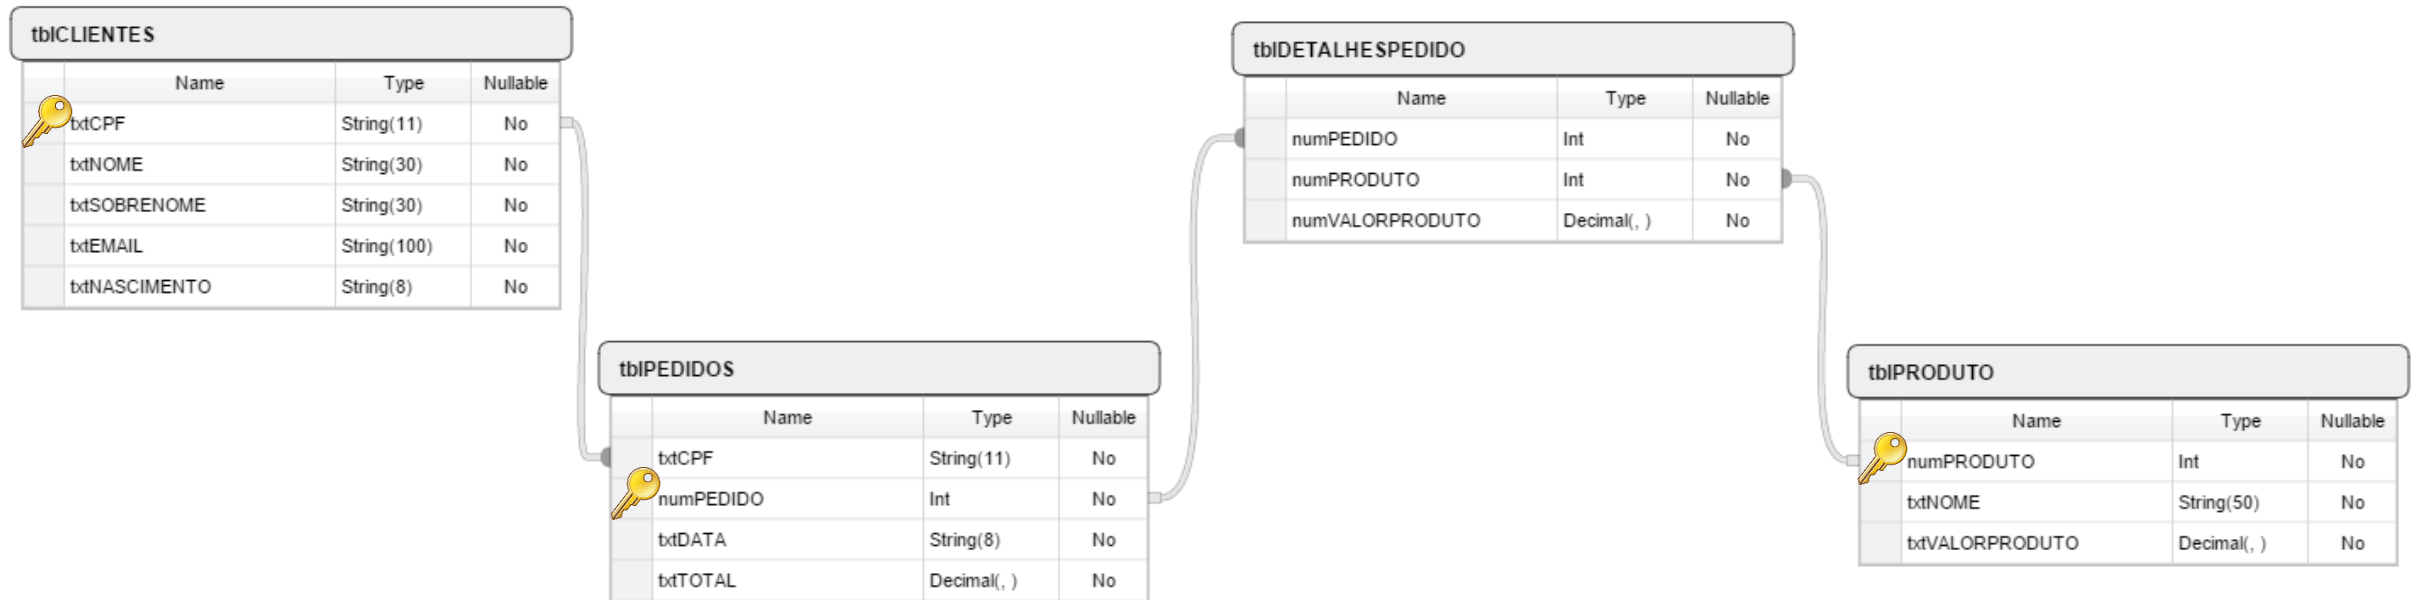 tblCLIENTES
Name Type Nullable
txtCPF String(11) No
txtNOME String(30) No
txtSOBRENOME String(30) No
txtEMAIL String(100) No
txtNASCIMENTO String(8) No
tblPEDIDOS
Name Type Nullable
txtCPF String(11) No
numPEDIDO Int No
txtDATA String(8) No
txtTOTAL Decimal(, ) No
tblDETALHESPEDIDO
Name Type Nullable
numPEDIDO Int No
numPRODUTO Int No
numVALORPRODUTO Decimal(, ) No
tblPRODUTO
Name Type Nullable
numPRODUTO Int No
txtNOME String(50) No
txtVALORPRODUTO Decimal(, ) No